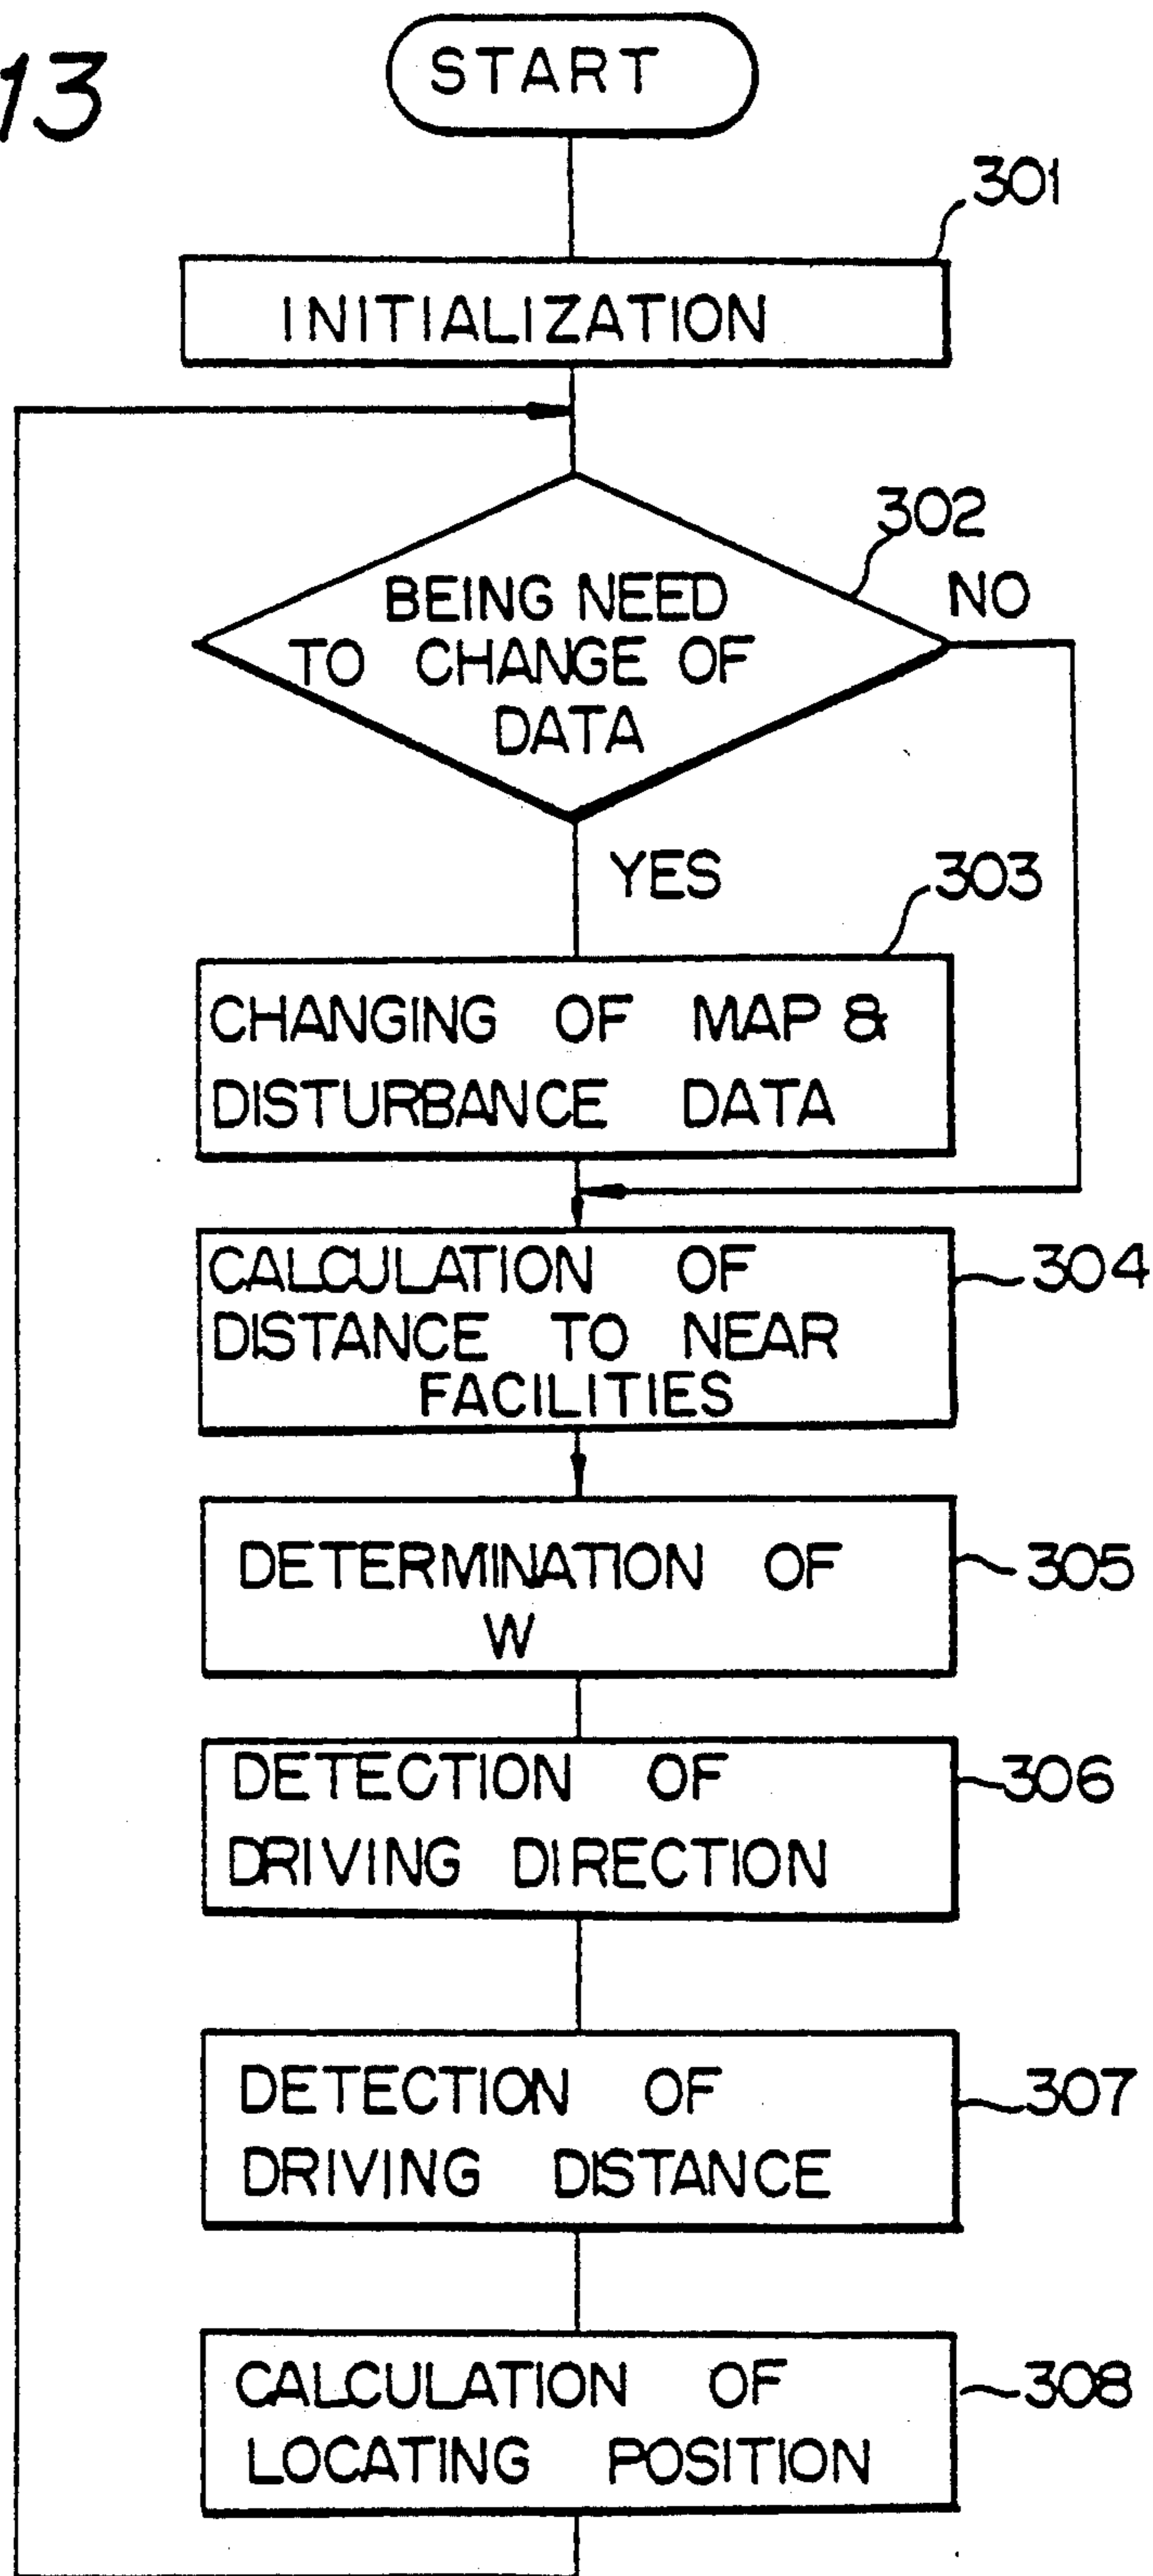 13
START
301
INITIALIZATION
302
BEING NEED
TO CHANGE OF
DATA
NO
YES
303
CHANGING OF MAP &
DISTURBANCE DATA
CALCULATION OF
DISTANCE TO NEAR
FACILITIES
304
DETERMINATION OF
W
305
DETECTION OF
DRIVING DIRECTION
306
DETECTION OF
DRIVING DISTANCE
307
CALCULATION OF
LOCATING POSITION
308